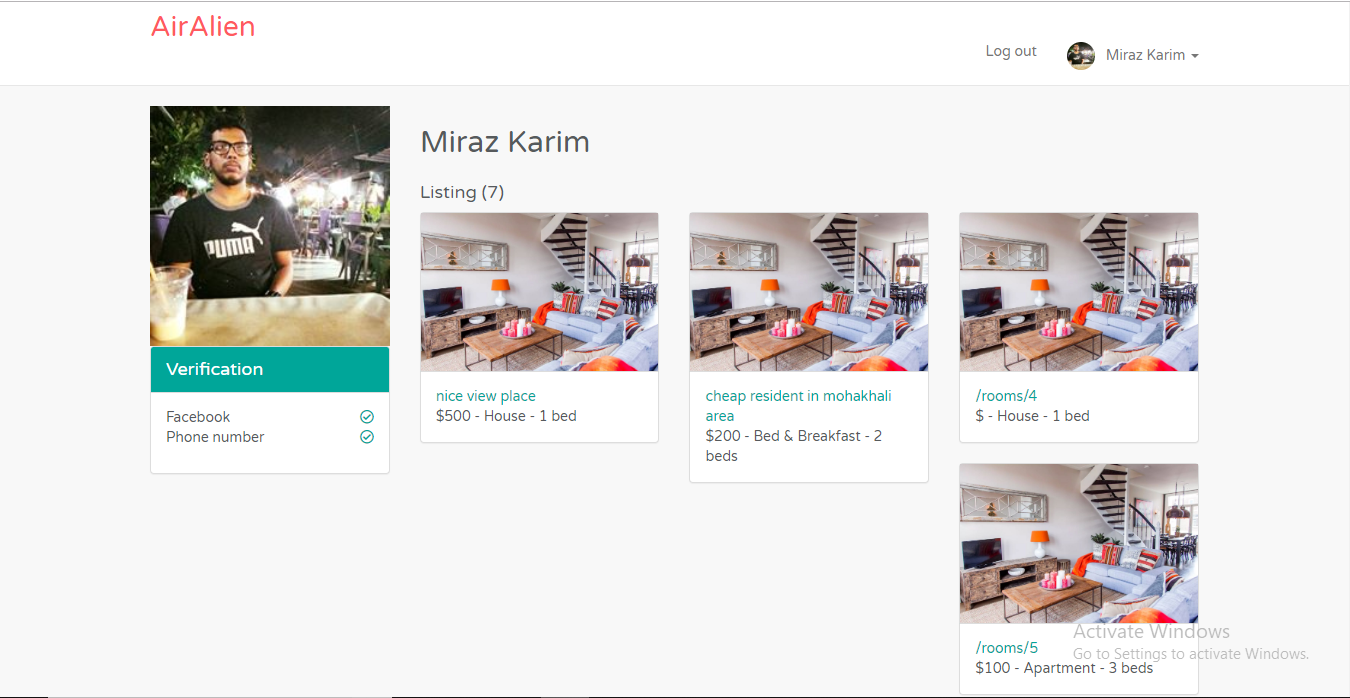 AirAlien
Log out
Miraz Karim
Miraz Karim
Listing (7)
PUMA
Verification
Facebook
Phone number
nice view place
$500 - House - 1 bed
cheap resident in mohakhali
area
$200 - Bed & Breakfast - 2
beds
/rooms/4
$ - House - 1 bed
/rooms/5
$100 - Apartment - 3 beds
Activate Windows
Go to Settings to activate Windows.